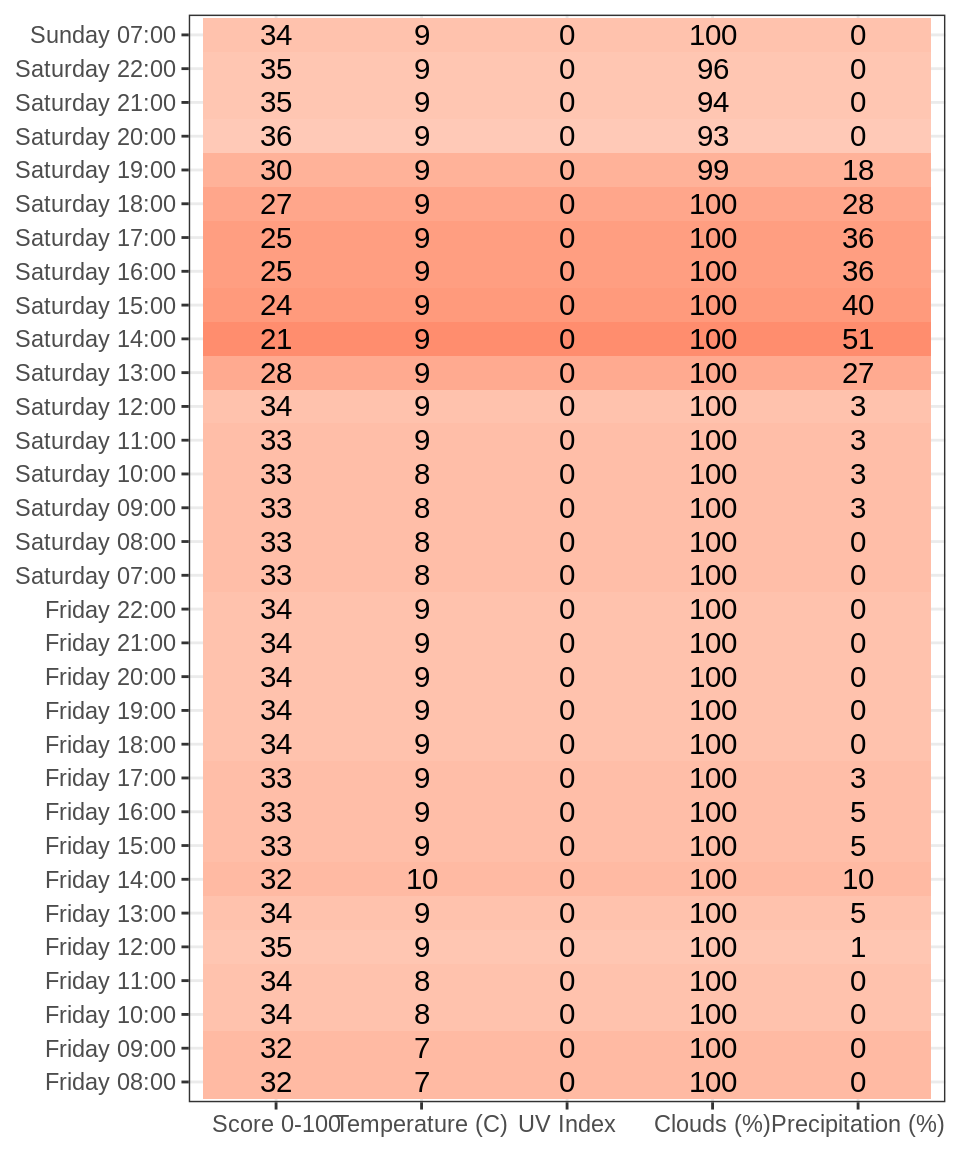 Sunday 07:00 34 9 0 100 0
Saturday 22:00 35 9 0 96 0
Saturday 21:00 35 9 0 94 0
Saturday 20:00 36 9 0 93 0
Saturday 19:00 30 9 0 99 18
Saturday 18:00 27 9 0 100 28
Saturday 17:00 25 9 0 100 36
Saturday 16:00 25 9 0 100 36
Saturday 15:00 24 9 0 100 40
Saturday 14:00 21 9 0 100 51
Saturday 13:00 28 9 0 100 27
Saturday 12:00 34 9 0 100 3
Saturday 11:00 33 9 0 100 3
Saturday 10:00 33 8 0 100 3
Saturday 09:00 33 8 0 100 3
Saturday 08:00 33 8 0 100 0
Saturday 07:00 33 8 0 100 0
Friday 22:00 34 9 0 100 0
Friday 21:00 34 9 0 100 0
Friday 20:00 34 9 0 100 0
Friday 19:00 34 9 0 100 0
Friday 18:00 34 9 0 100 0
Friday 17:00 33 9 0 100 3
Friday 16:00 33 9 0 100 5
Friday 15:00 33 9 0 100 5
Friday 14:00 32 10 0 100 10
Friday 13:00 34 9 0 100 5
Friday 12:00 35 9 0 100 1
Friday 11:00 34 8 0 100 0
Friday 10:00 34 8 0 100 0
Friday 09:00 32 7 0 100 0
Friday 08:00 32 7 0 100 0
Score 0-100 Temperature (C) UV Index Clouds (%) Precipitation (%)